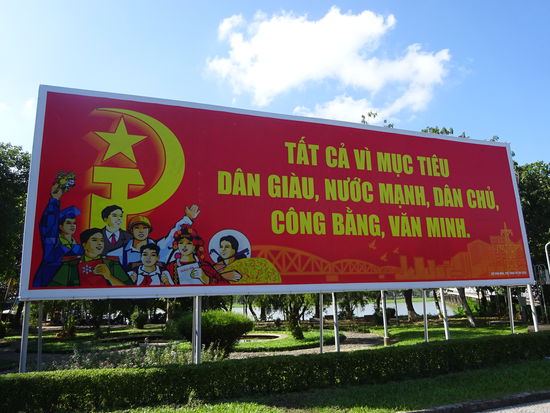 TẤT CẢ VÌ MỤC TIÊU
DÂN GIÀU, NƯỚC MẠNH, DÂN CHỦ,
CÔNG BẰNG, VĂN MINH.